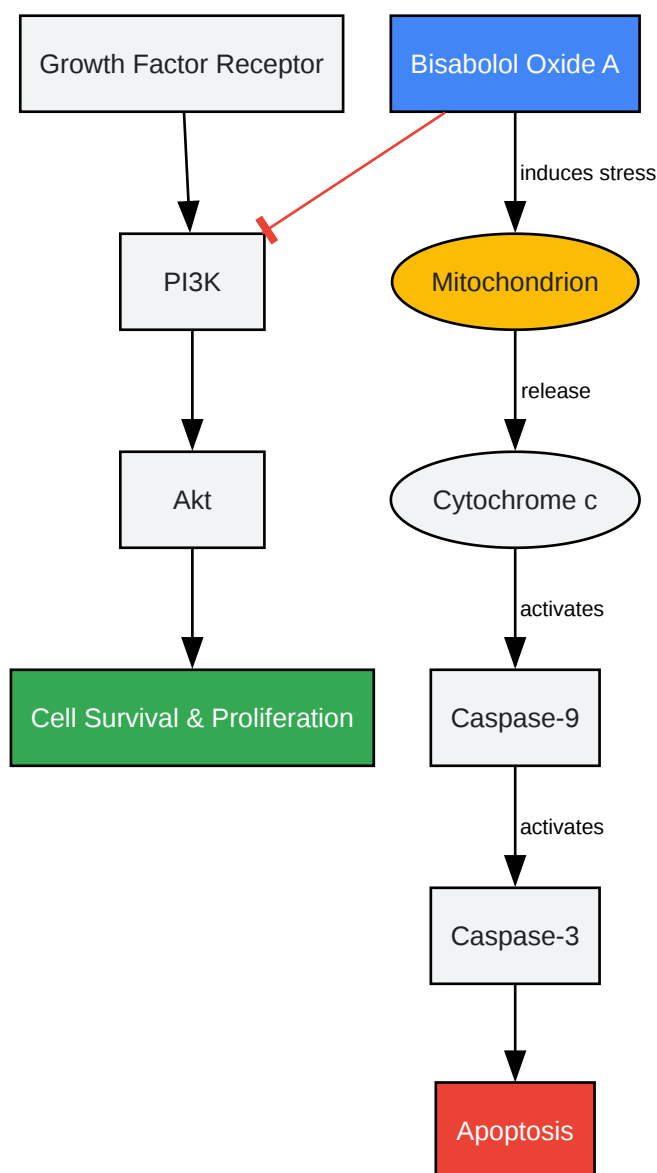 Growth Factor Receptor
Bisabolol Oxide A
induces stress
PI3K
Mitochondrion
release
Akt
Cytochrome c
activates
Cell Survival & Proliferation
Caspase-9
activates
Caspase-3
Apoptosis